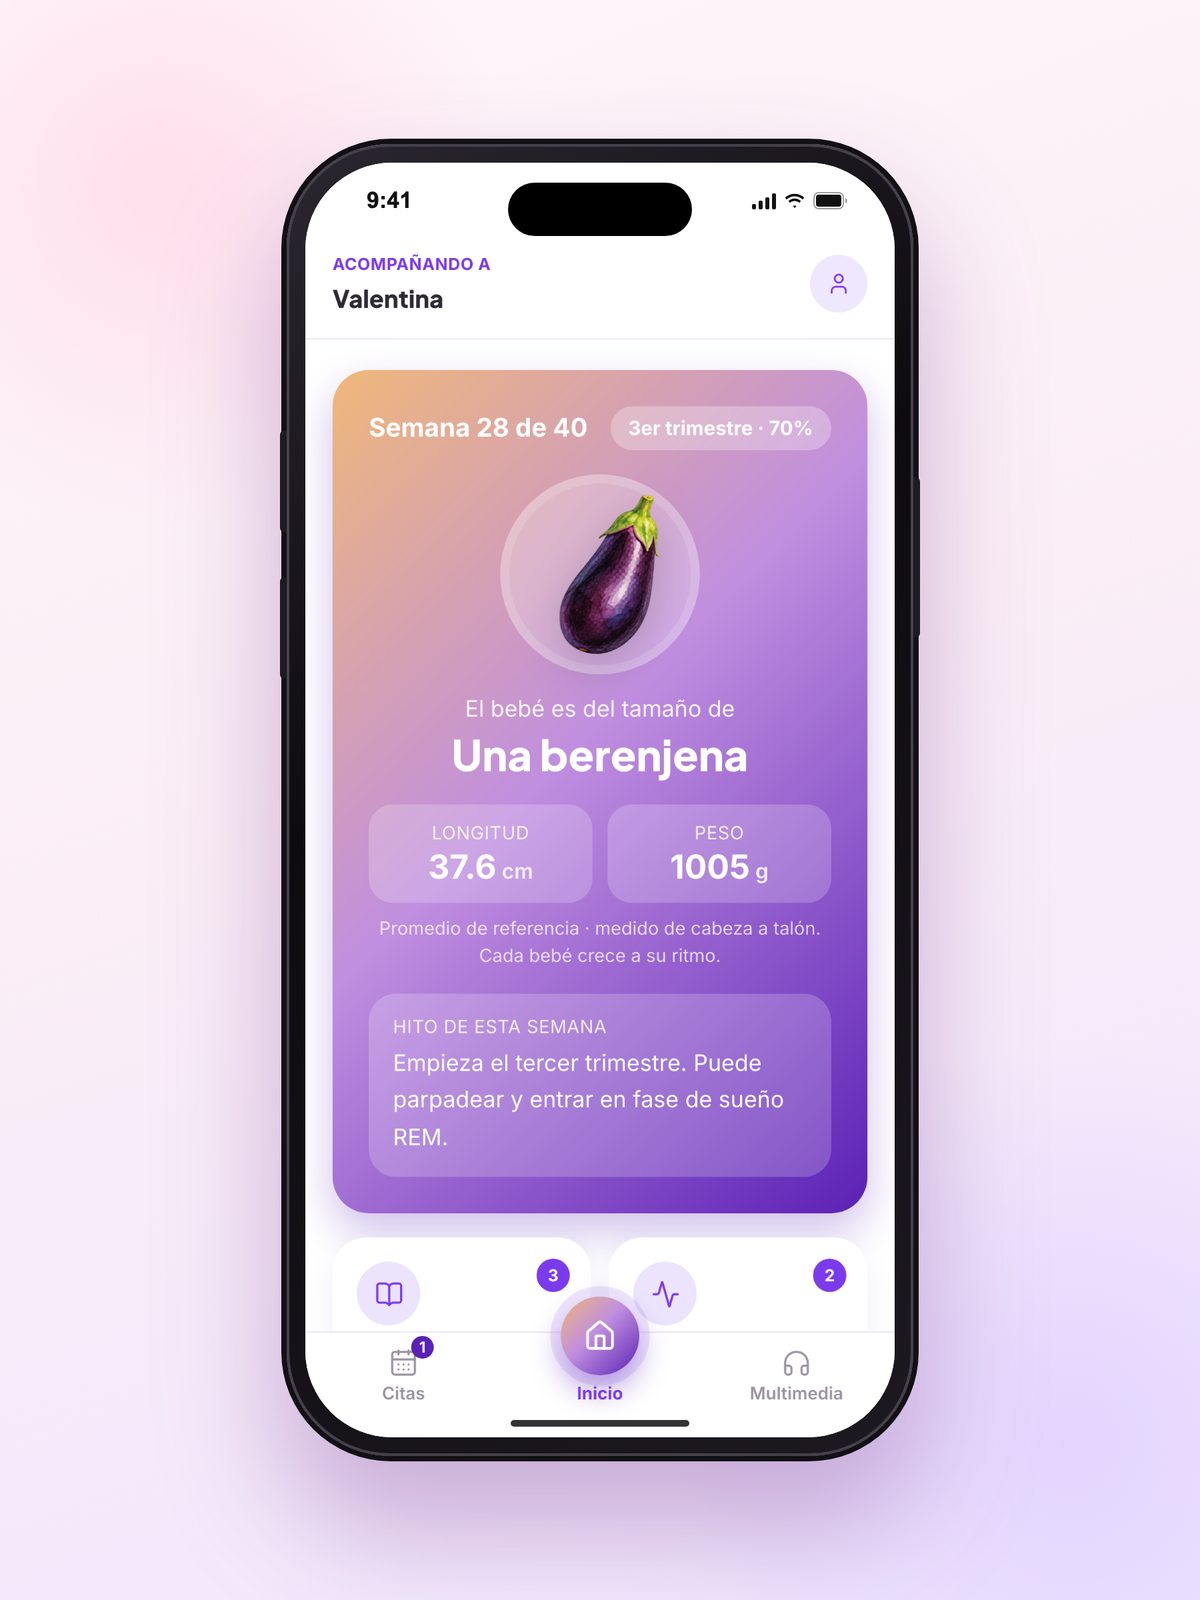 9:41
ACOMPAÑANDO A
Valentina
Semana 28 de 40
3er trimestre · 70%
El bebé es del tamaño de
Una berenjena
LONGITUD
37.6 cm
PESO
1005 g
Promedio de referencia · medido de cabeza a talón.
Cada bebé crece a su ritmo.
HITO DE ESTA SEMANA
Empieza el tercer trimestre. Puede
parpadear y entrar en fase de sueño
REM.
3
2
1
Citas
Inicio
Multimedia